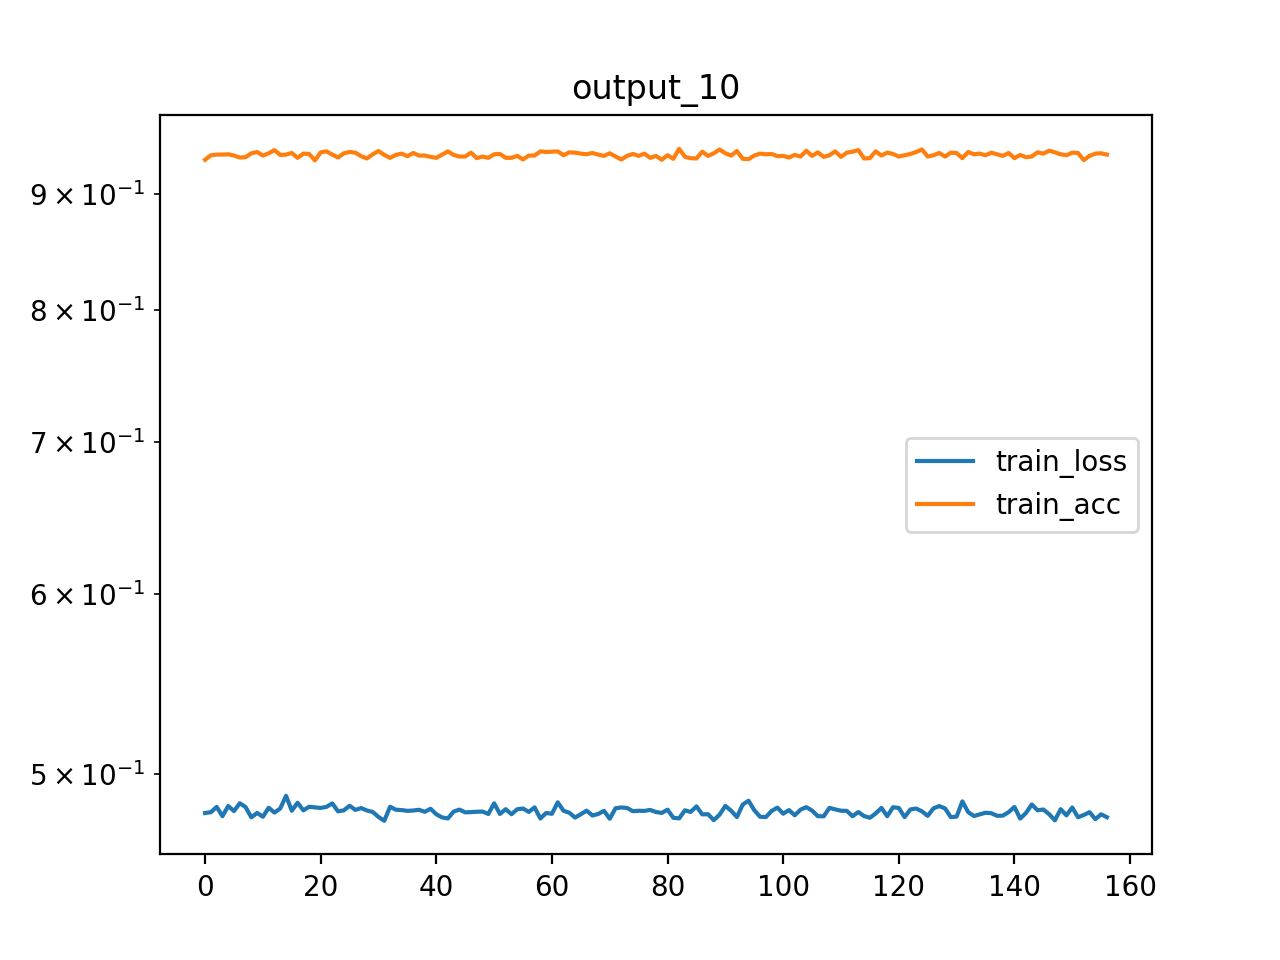 output_10
9 × 10⁻¹
8 × 10⁻¹
7 × 10⁻¹
train_loss
train_acc
6 × 10⁻¹
5 × 10⁻¹
0 20 40 60 80 100 120 140 160